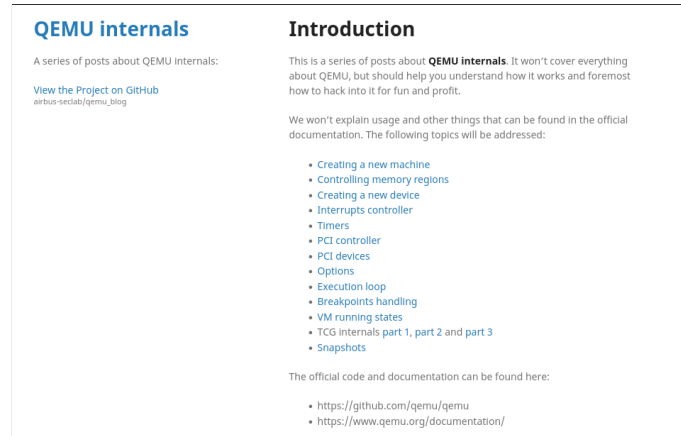 QEMU internals
A series of posts about QEMU internals:
View the Project on GitHub
airbus-seclab/qemu_blog
Introduction
This is a series of posts about QEMU internals. It won't cover everything
about QEMU, but should help you understand how it works and foremost
how to hack into it for fun and profit.
We won't explain usage and other things that can be found in the official
documentation. The following topics will be addressed:
• Creating a new machine
• Controlling memory regions
• Creating a new device
• Interrupts controller
• Timers
• PCI controller
• PCI devices
• Options
• Execution loop
• Breakpoints handling
• VM running states
• TCG internals part 1, part 2 and part 3
• Snapshots
The official code and documentation can be found here:
• https://github.com/qemu/qemu
• https://www.qemu.org/documentation/